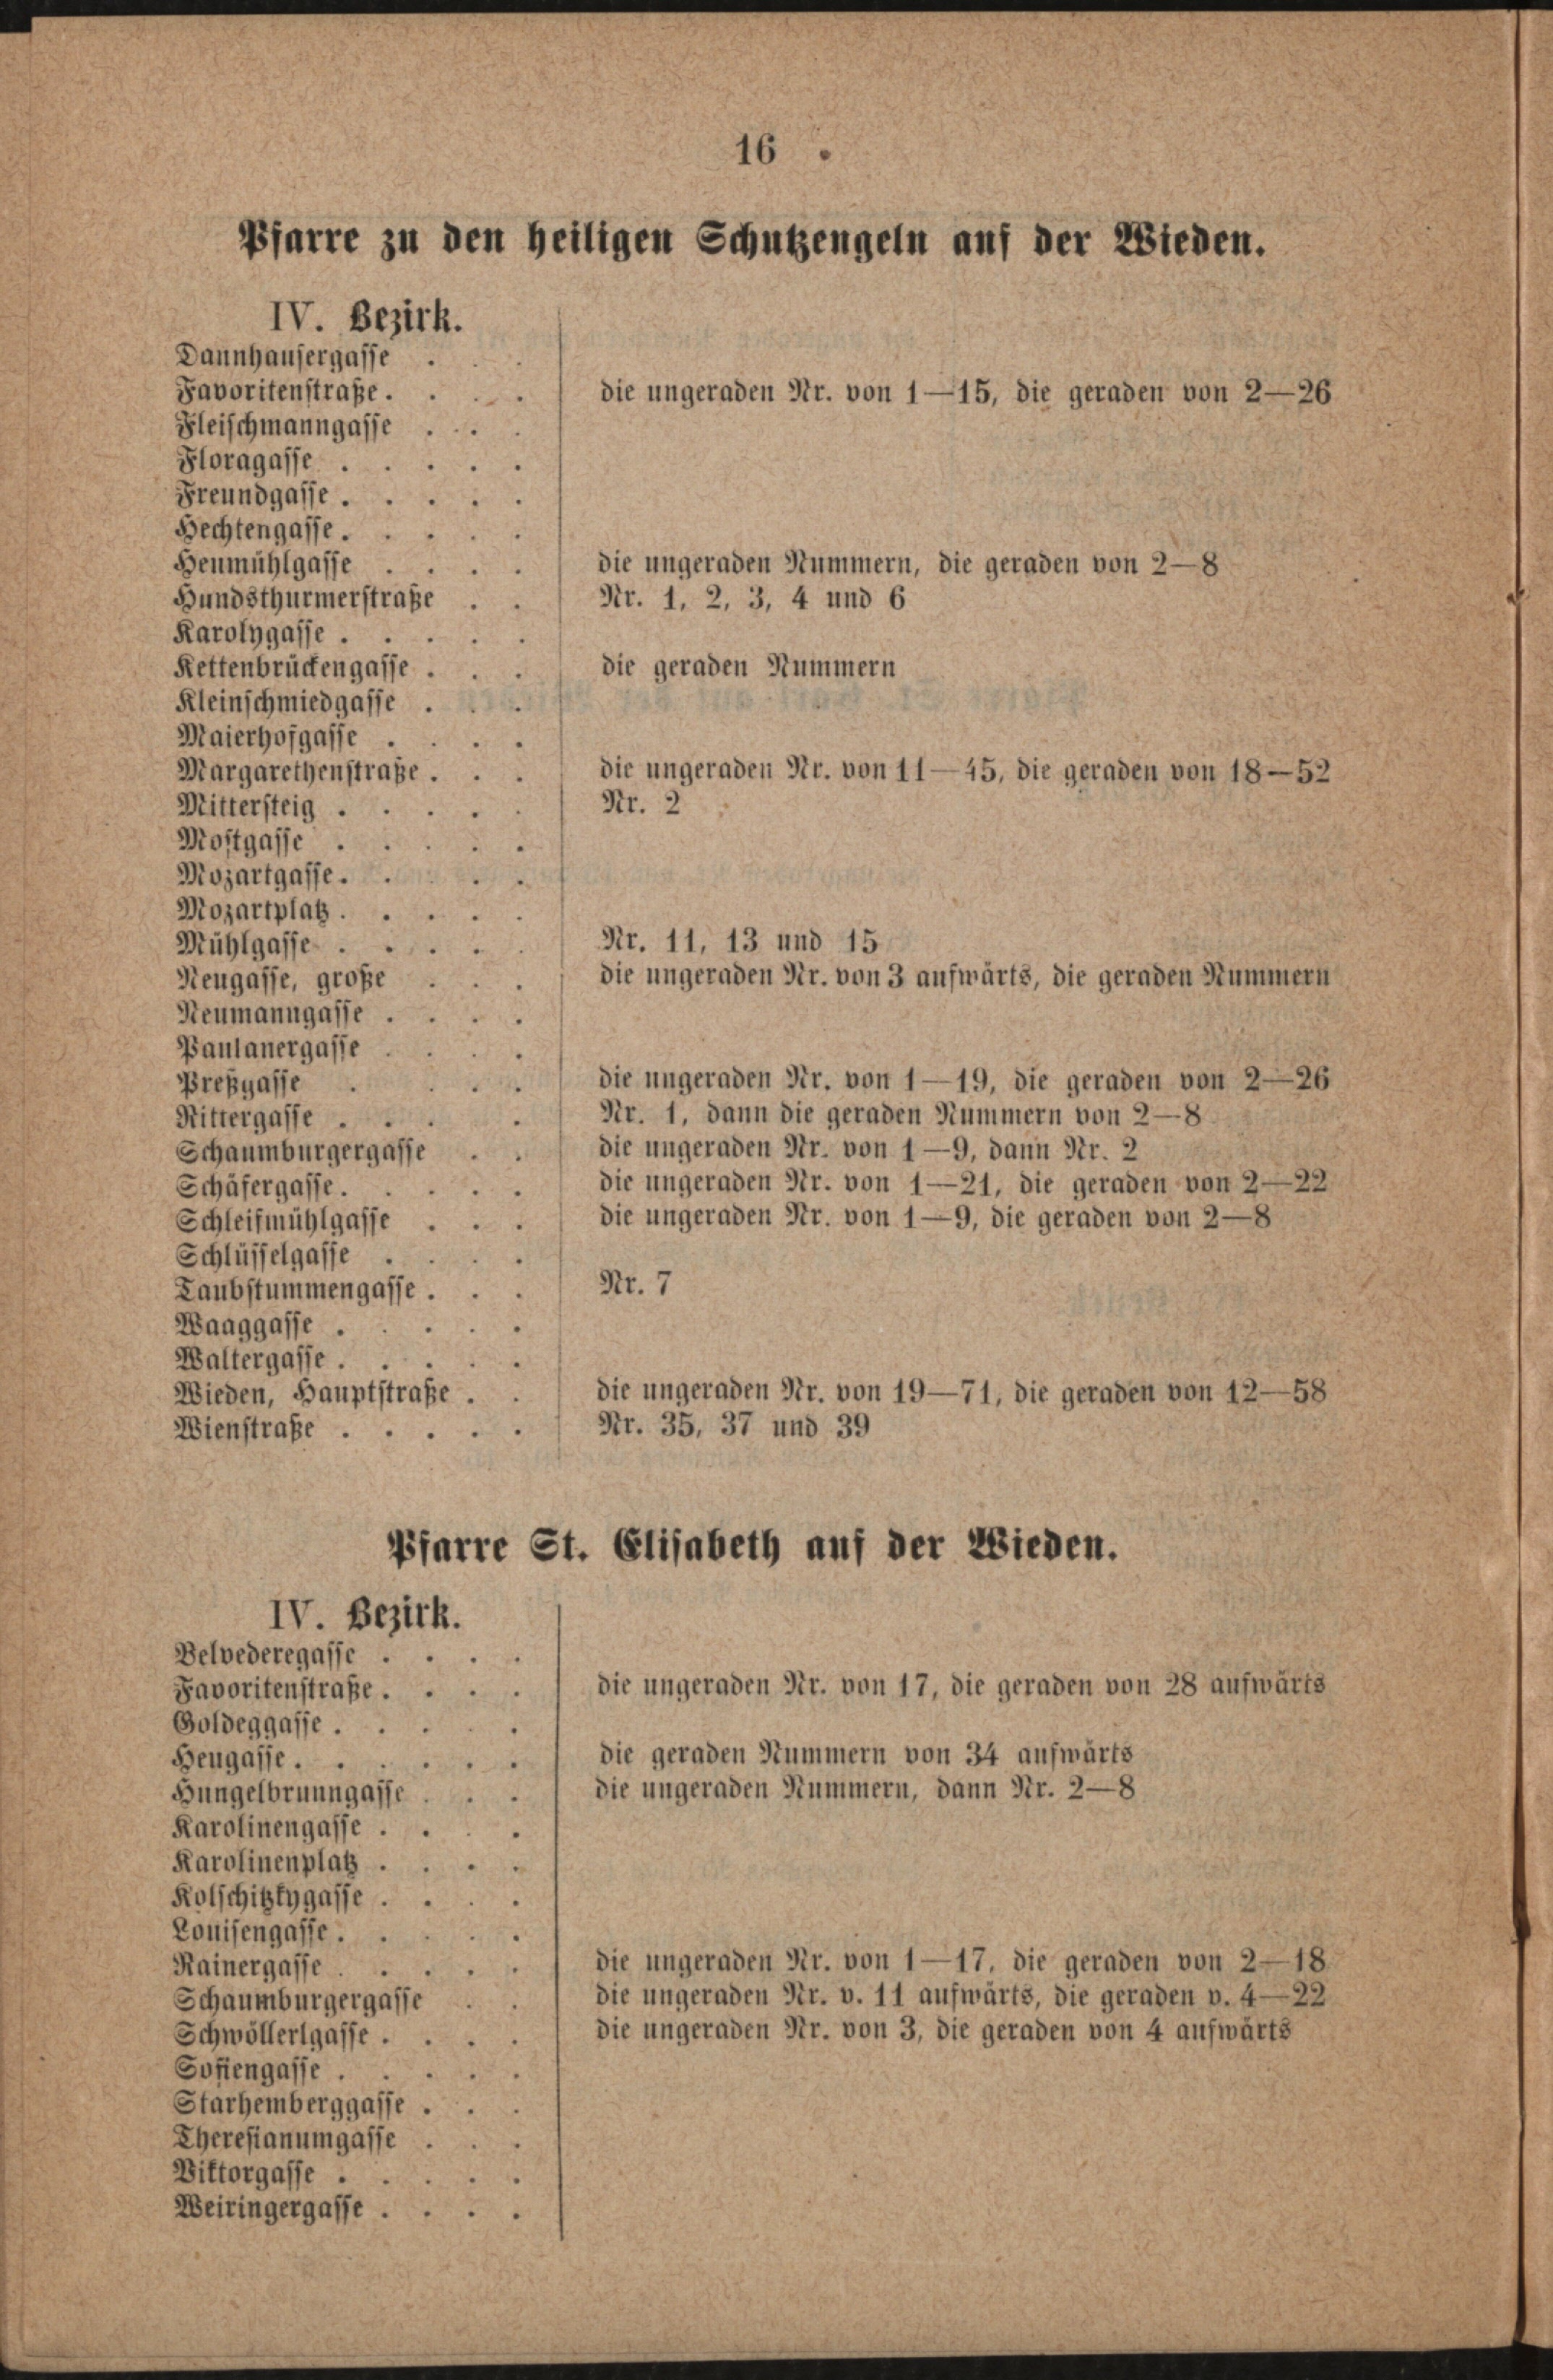 16
Pfarre zu den heiligen Schutzengeln auf der Wieden.
IV. Bezirk.
Dannhausergasse .
Favoritenstraße. . . . die ungeraden Nr. von 1—15, die geraden von 2—26
Fleischmanngasse . . .
Floragasse . . . . .
Freundgasse . . . . .
Hechtengasse. . . . .
Heumühlgasse . . . . die ungeraden Nummern, die geraden von 2—8
Hundsthurmerstraße . . Nr. 1, 2, 3, 4 und 6
Karolygasse . . . . .
Kettenbrückengasse . . . die geraden Nummern
Kleinschmiedgasse . . .
Maierhofgasse . . . .
Margarethenstraße . . . die ungeraden Nr. von 11—45, die geraden von 18—52
Mittersteig . . . . . Nr. 2
Mostgasse . . . . .
Mozartgasse. . . . .
Mozartplatz . . . . .
Mühlgasse . . . . . Nr. 11, 13 und 15
Neugasse, große . . . die ungeraden Nr. von 3 aufwärts, die geraden Nummern
Neumanngasse . . . .
Paulanergasse . . . .
Preßgasse . . . . die ungeraden Nr. von 1—19, die geraden von 2—26
Rittergasse . . . . . Nr. 1, dann die geraden Nummern von 2—8
Schaumburgergasse . . die ungeraden Nr. von 1—9, dann Nr. 2
Schäfergasse. . . . . die ungeraden Nr. von 1—21, die geraden von 2—22
Schleifmühlgasse . . . die ungeraden Nr. von 1—9, die geraden von 2—8
Schlüsselgasse . . . .
Taubstummengasse . . . Nr. 7
Waaggasse . . . . .
Waltergasse . . . . .
Wieden, Hauptstraße . . die ungeraden Nr. von 19—71, die geraden von 12—58
Wienstraße . . . . . Nr. 35, 37 und 39
Pfarre St. Elisabeth auf der Wieden.
IV. Bezirk.
Belvederegasse . . . .
Favoritenstraße . . . . die ungeraden Nr. von 17, die geraden von 28 aufwärts
Goldeggasse . . . . .
Heugasse . . . . . . die geraden Nummern von 34 aufwärts
Hungelbrunngasse . . . die ungeraden Nummern, dann Nr. 2—8
Karolinengasse . . . .
Karolinenplatz . . . .
Kolschitzkygasse . . . .
Louisengasse . . . . .
Rainergasse . . . . . die ungeraden Nr. von 1—17, die geraden von 2—18
Schaumburgergasse . . die ungeraden Nr. v. 11 aufwärts, die geraden v. 4—22
Schwöllerlgasse . . . . die ungeraden Nr. von 3, die geraden von 4 aufwärts
Sofiengasse . . . . .
Starhemberggasse . . .
Theresianumgasse . . .
Viktorgasse . . . . .
Weiringergasse . . . .